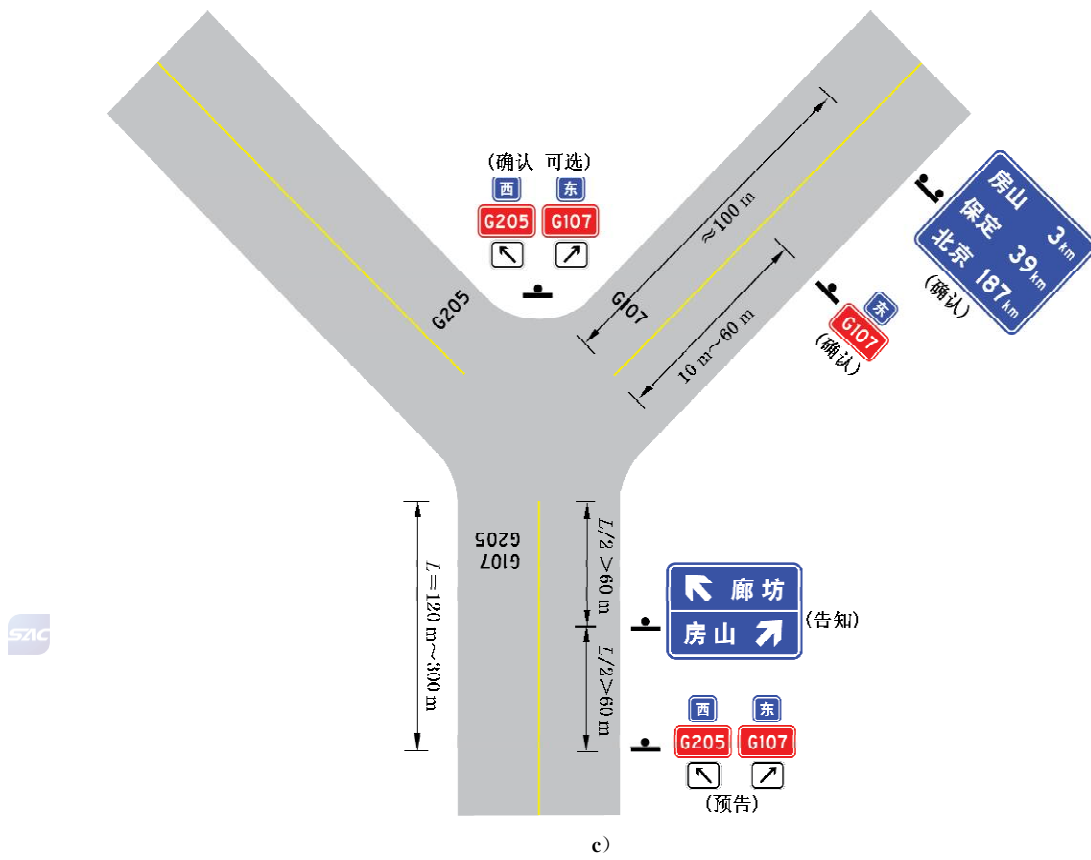 (确认 可选)
西 东
G205 G107
G205
G107
≈100 m
10 m～60 m
房山 3km
保定 39km
北京 187km
(确认)
东
G107
(确认)
G205
G107
L=120 m～300 m
L/2＞60 m
L/2＞60 m
廊坊
房山
(告知)
西 东
G205 G107
(预告)
SAC
c）